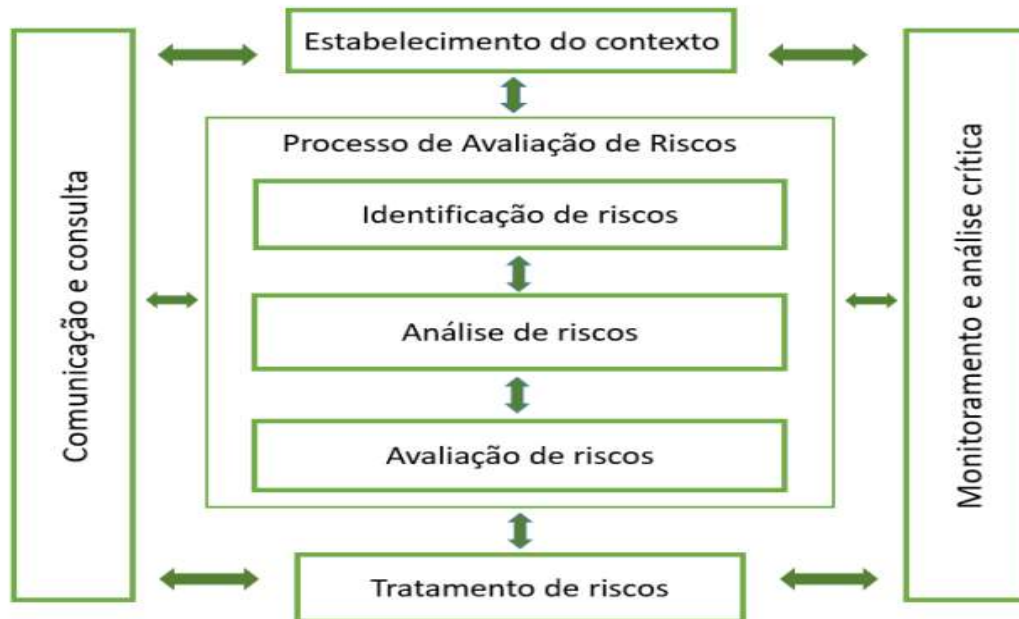 Estabelecimento do contexto
Comunicação e consulta
Processo de Avaliação de Riscos
Identificação de riscos
Análise de riscos
Avaliação de riscos
Tratamento de riscos
Monitoramento e análise crítica